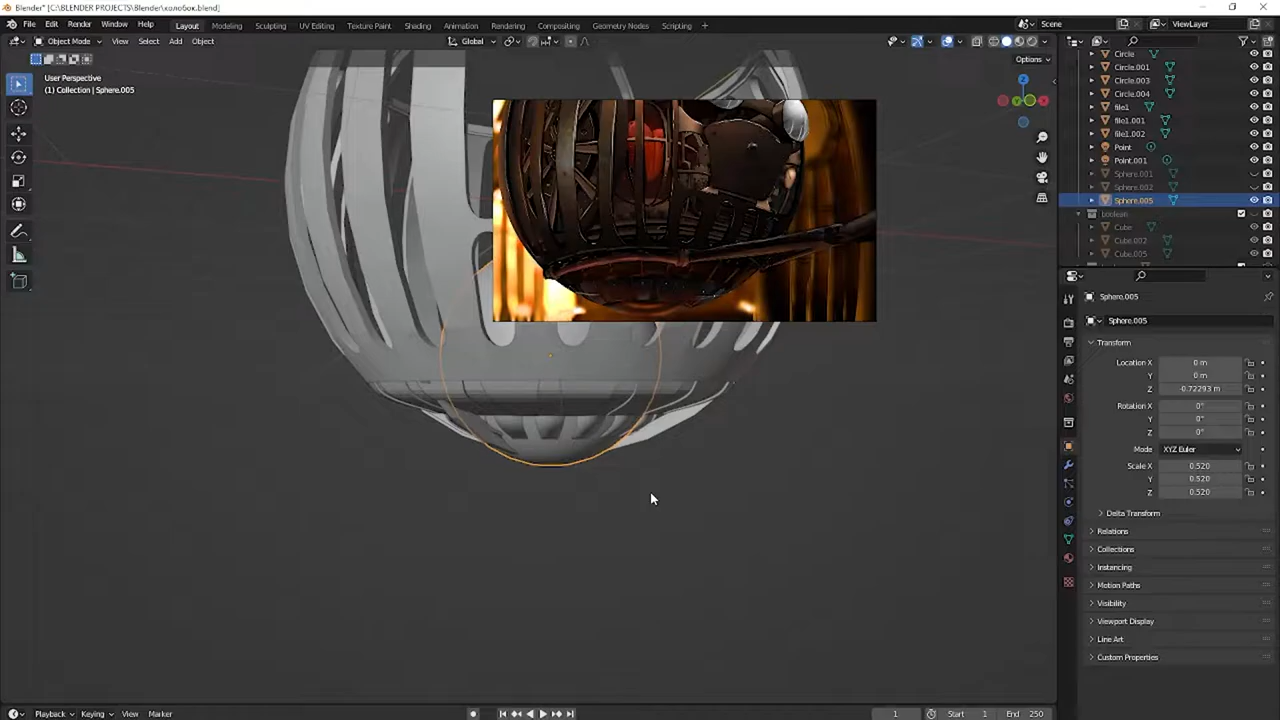 Blender* [C:\BLENDER PROJECTS\Blender\колобок.blend]
File Edit Render Window Help Layout Modeling Sculpting UV Editing Texture Paint Shading Animation Rendering Compositing Geometry Nodes Scripting + Scene ViewLayer
Object Mode View Select Add Object Global
Options
User Perspective
(1) Collection | Sphere.005
Z
X
Circle
Circle.001
Circle.003
Circle.004
file1
file1.001
file1.002
Point
Point.001
Sphere.001
Sphere.002
Sphere.005
boolean
Cube
Cube.002
Cube.005
Sphere.005
Sphere.005
Transform
Location X 0 m
Y 0 m
Z -0.72293 m
Rotation X 0°
Y 0°
Z 0°
Mode XYZ Euler
Scale X 0.520
Y 0.520
Z 0.520
Delta Transform
Relations
Collections
Instancing
Motion Paths
Visibility
Viewport Display
Line Art
Custom Properties
Playback Keying View Marker 1 Start 1 End 250